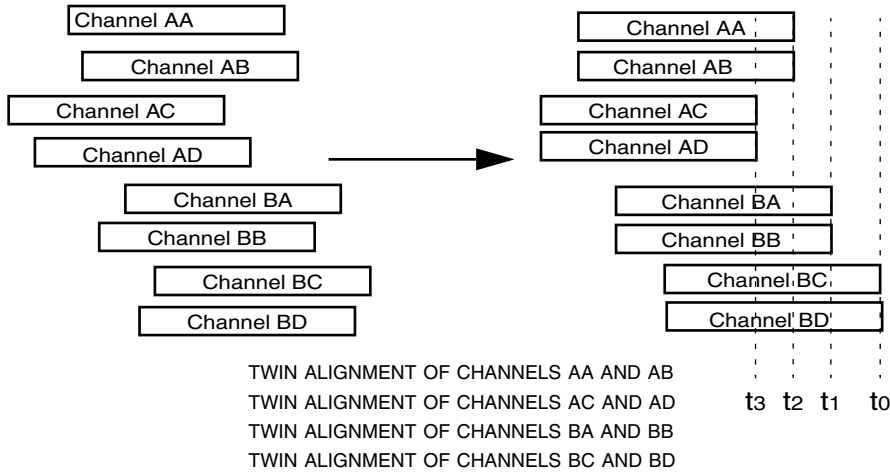 Channel AA
Channel AB
Channel AC
Channel AD
Channel BA
Channel BB
Channel BC
Channel BD
Channel AA
Channel AB
Channel AC
Channel AD
Channel BA
Channel BB
Channel BC
Channel BD
TWIN ALIGNMENT OF CHANNELS AA AND AB
TWIN ALIGNMENT OF CHANNELS AC AND AD
TWIN ALIGNMENT OF CHANNELS BA AND BB
TWIN ALIGNMENT OF CHANNELS BC AND BD
t3 t2 t1 t0